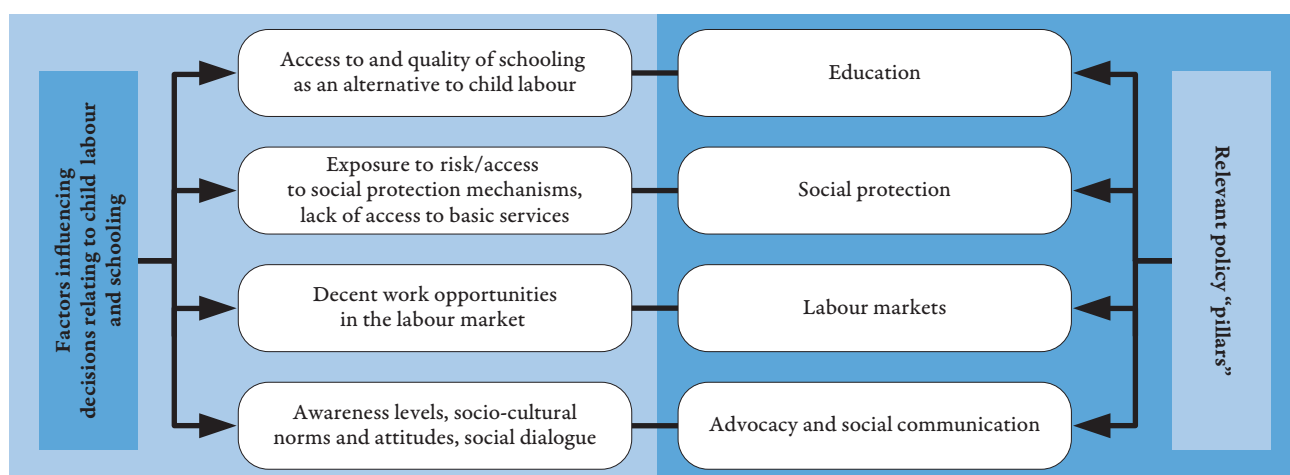 Factors influencing
decisions relating to child labour
and schooling
Access to and quality of schooling
as an alternative to child labour
Education
Exposure to risk/access
to social protection mechanisms,
lack of access to basic services
Social protection
Decent work opportunities
in the labour market
Labour markets
Awareness levels, socio-cultural
norms and attitudes, social dialogue
Advocacy and social communication
Relevant policy “pillars”